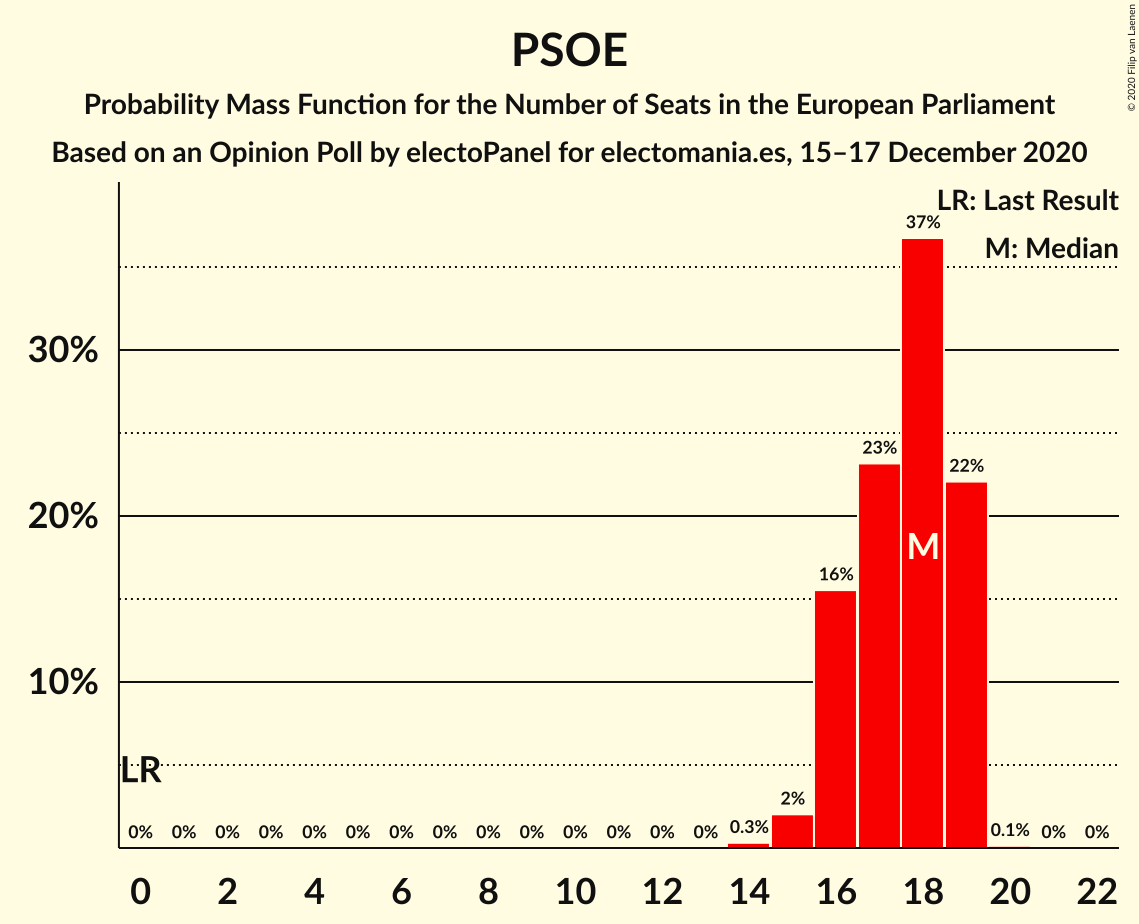 PSOE
Probability Mass Function for the Number of Seats in the European Parliament
Based on an Opinion Poll by electoPanel for electomania.es, 15–17 December 2020
© 2020 Filip van Laenen
LR: Last Result
M: Median
37%
30%
23%
22%
20%
M
16%
10%
LR
0% 0% 0% 0% 0% 0% 0% 0% 0% 0% 0% 0% 0% 0% 0.3% 2% 0.1% 0% 0%
0 2 4 6 8 10 12 14 16 18 20 22